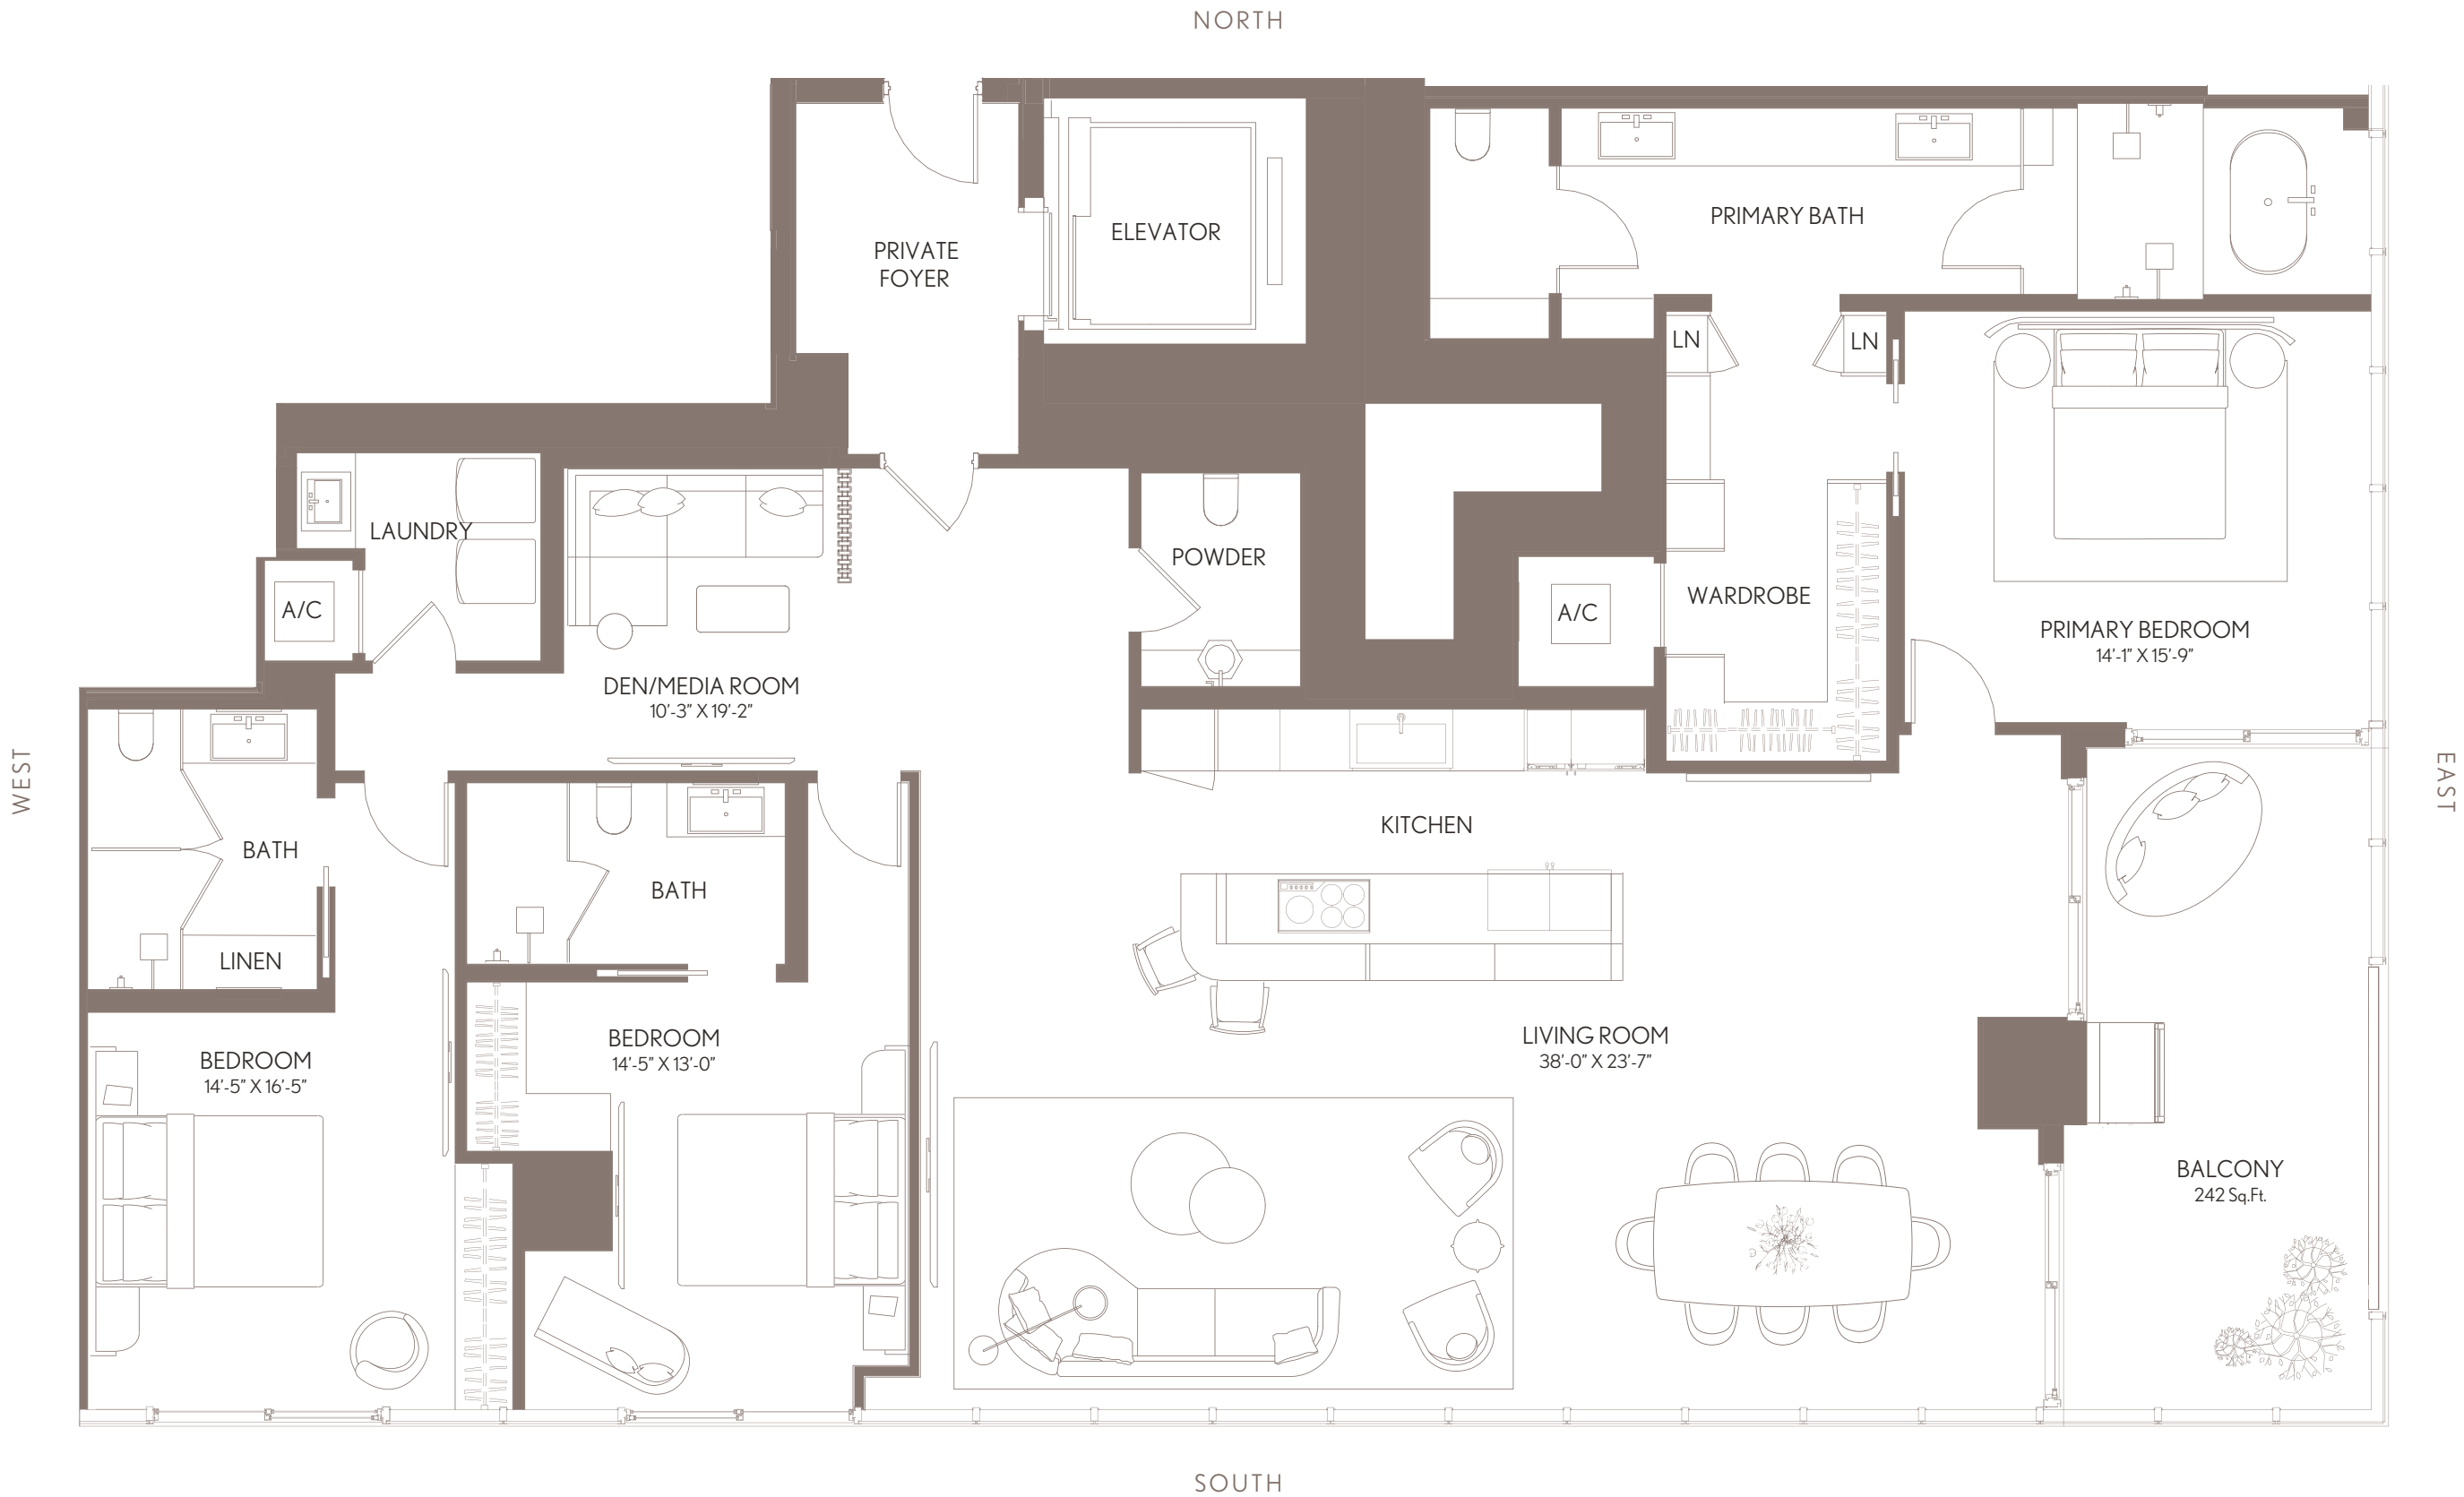 NORTH
ELEVATOR
PRIVATE
FOYER
PRIMARY BATH
LN
LN
LAUNDRY
A/C
POWDER
A/C
WARDROBE
PRIMARY BEDROOM
14'-1" X 15'-9"
DEN/MEDIA ROOM
10'-3" X 19'-2"
WEST
EAST
KITCHEN
BATH
BATH
LINEN
BEDROOM
14'-5" X 16'-5"
BEDROOM
14'-5" X 13'-0"
LIVING ROOM
38'-0" X 23'-7"
BALCONY
242 Sq.Ft.
SOUTH